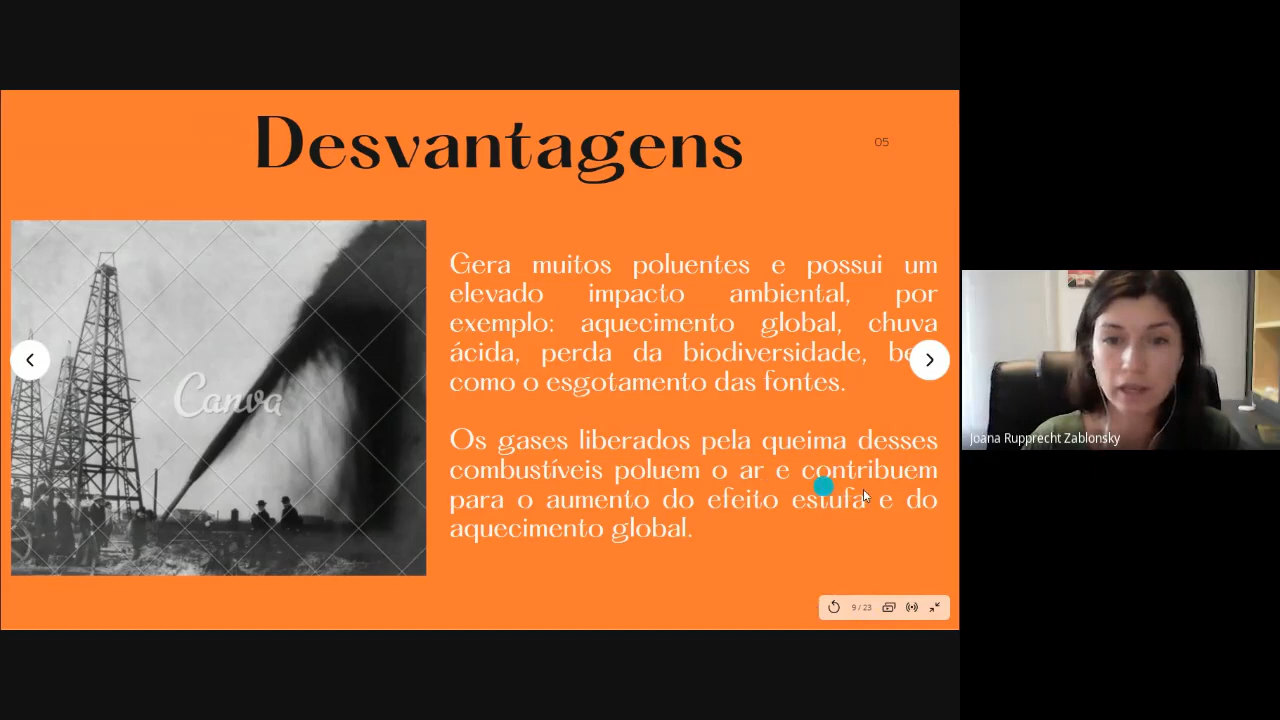 Desvantagens
05
Gera muitos poluentes e possui um
elevado impacto ambiental, por
exemplo: aquecimento global, chuva
ácida, perda da biodiversidade,
como o esgotamento das fontes.
Os gases liberados pela queima desses
combustíveis poluem o ar e contribuem
para o aumento do efeito estufa e do
aquecimento global.
Canva
9 / 23
Joana Rupprecht Zablonsky